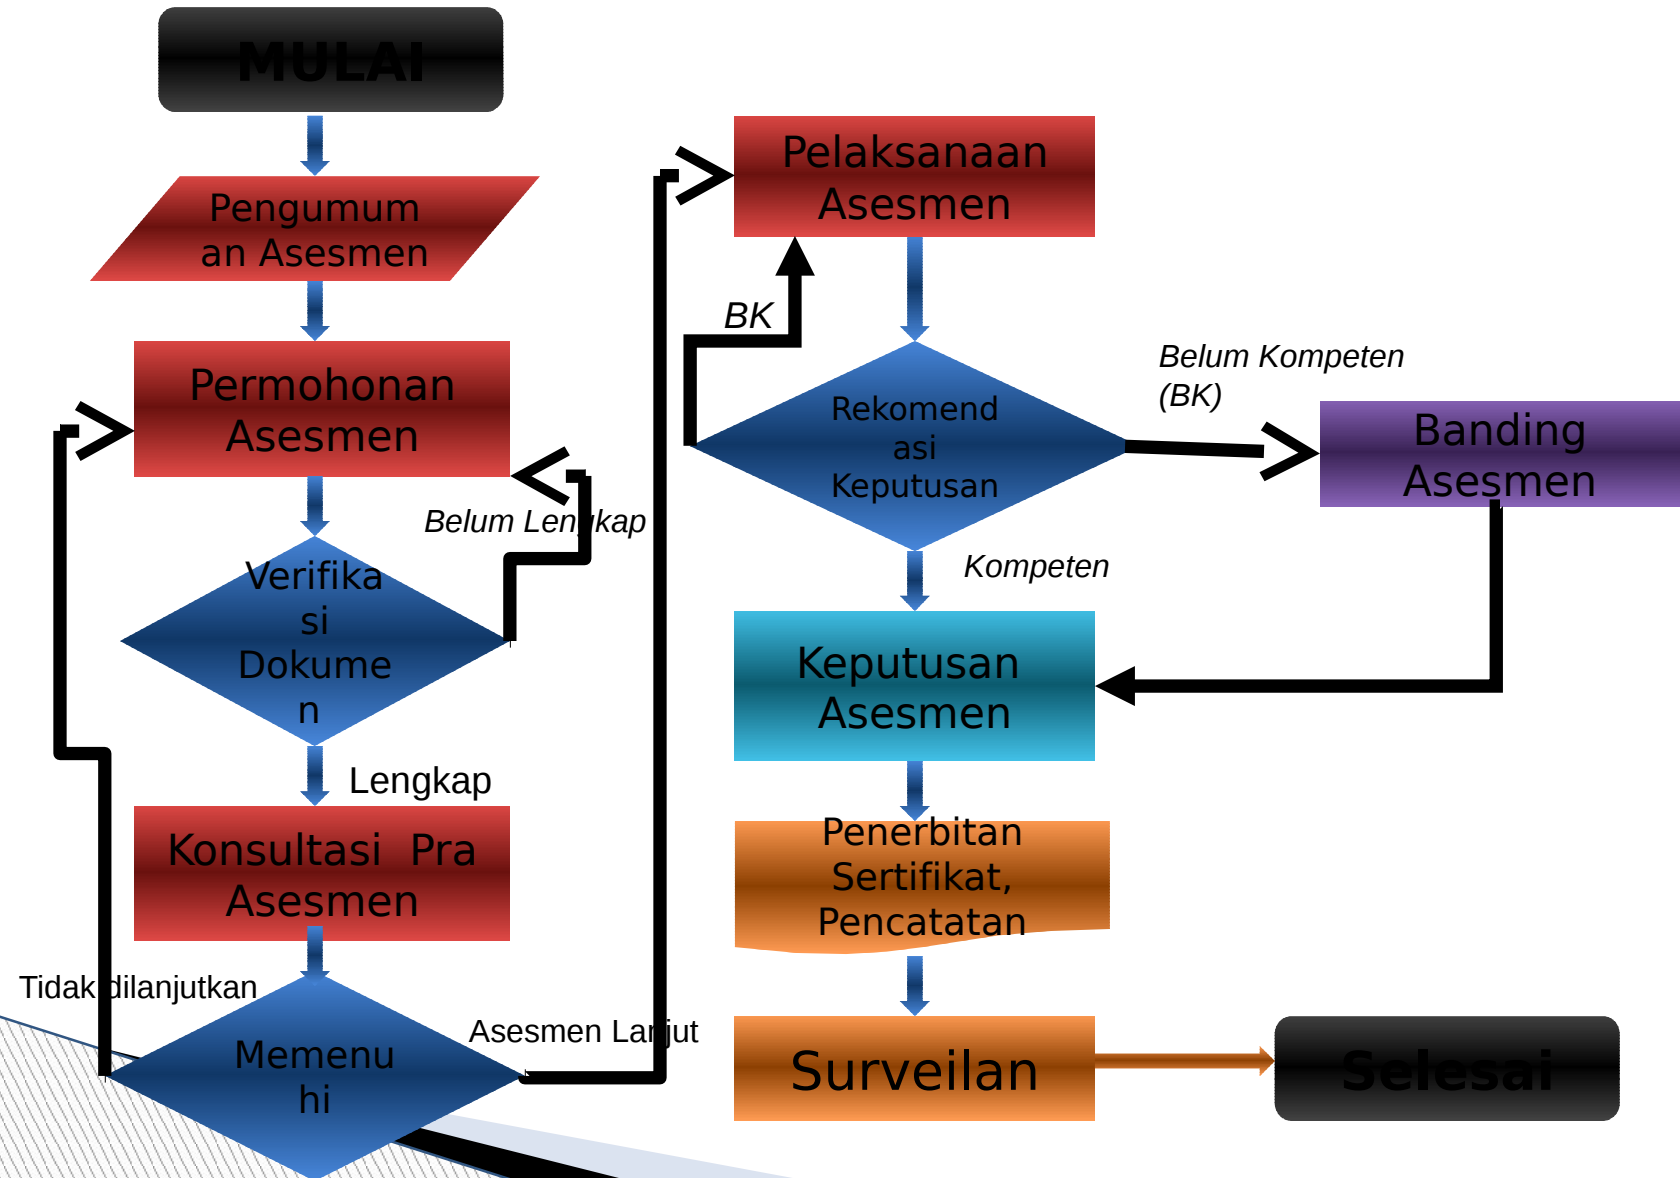 MULAI
Pengumum
an Asesmen
Permohonan
Asesmen
Belum Lengkap
Verifika
si
Dokume
n
Lengkap
Konsultasi Pra
Asesmen
Tidak dilanjutkan
Asesmen Lanjut
Memenu
hi
Pelaksanaan
Asesmen
BK
Rekomend
asi
Keputusan
Belum Kompeten
(BK)
Banding
Asesmen
Kompeten
Keputusan
Asesmen
Penerbitan
Sertifikat,
Pencatatan
Surveilan
Selesai